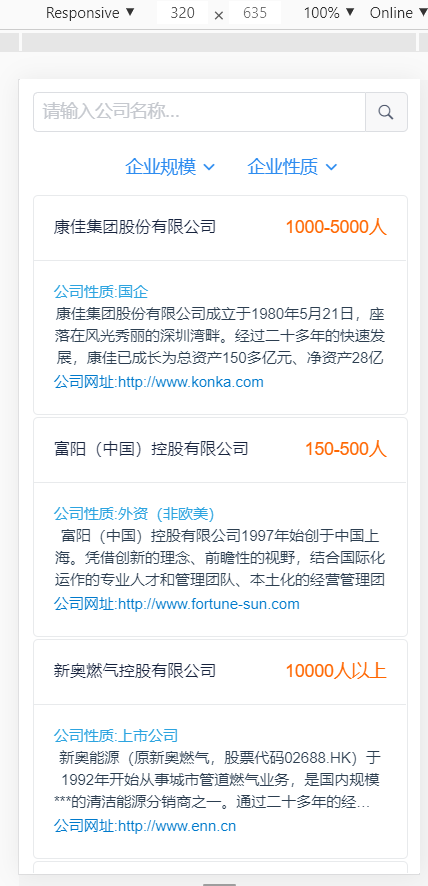 Responsive ▼ 320 × 635 100% ▼ Online ▼
请输入公司名称...
企业规模 企业性质
康佳集团股份有限公司 1000-5000人
公司性质:国企
康佳集团股份有限公司成立于1980年5月21日，座
落在风光秀丽的深圳湾畔。经过二十多年的快速发
展，康佳已成长为总资产150多亿元、净资产28亿
公司网址:http://www.konka.com
富阳（中国）控股有限公司 150-500人
公司性质:外资（非欧美）
富阳（中国）控股有限公司1997年始创于中国上
海。凭借创新的理念、前瞻性的视野，结合国际化
运作的专业人才和管理团队、本土化的经营管理团
公司网址:http://www.fortune-sun.com
新奥燃气控股有限公司 10000人以上
公司性质:上市公司
新奥能源（原新奥燃气，股票代码02688.HK）于
1992年开始从事城市管道燃气业务，是国内规模
***的清洁能源分销商之一。通过二十多年的经...
公司网址:http://www.enn.cn